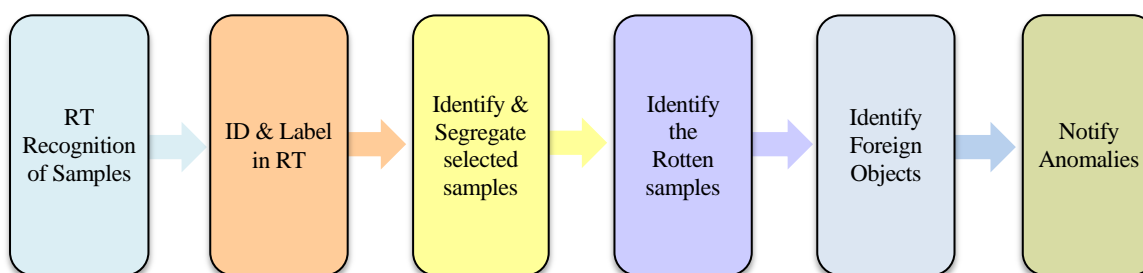 RT
Recognition
of Samples
ID & Label
in RT
Identify &
Segregate
selected
samples
Identify
the
Rotten
samples
Identify
Foreign
Objects
Notify
Anomalies